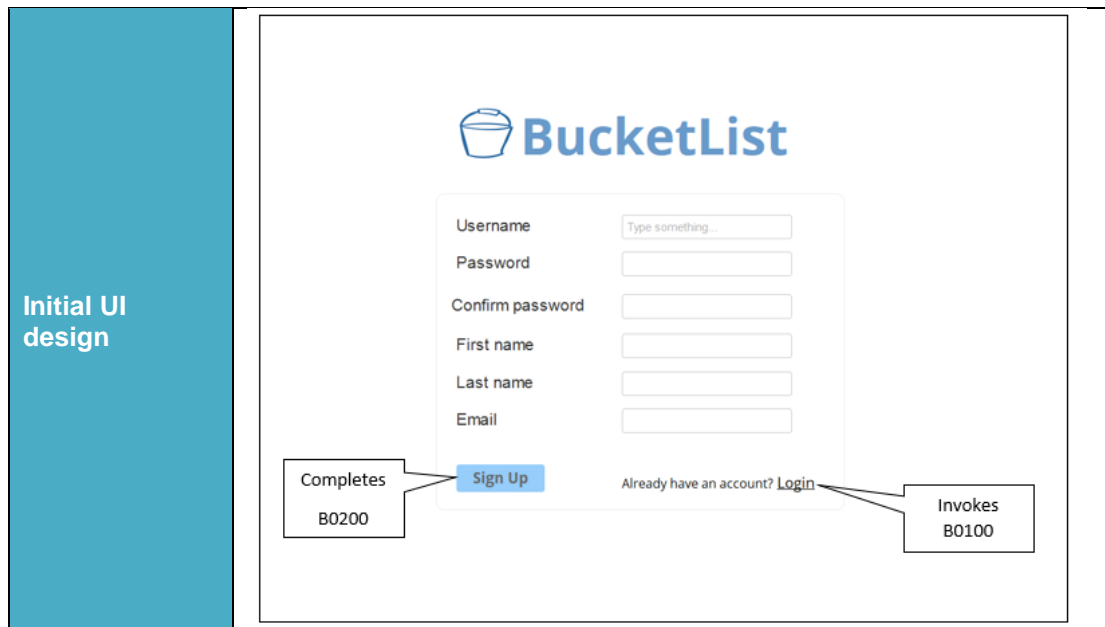 Initial UI
design
BucketList
Username
Type something...
Password
Confirm password
First name
Last name
Email
Sign Up
Already have an account? Login
Completes
B0200
Invokes
B0100